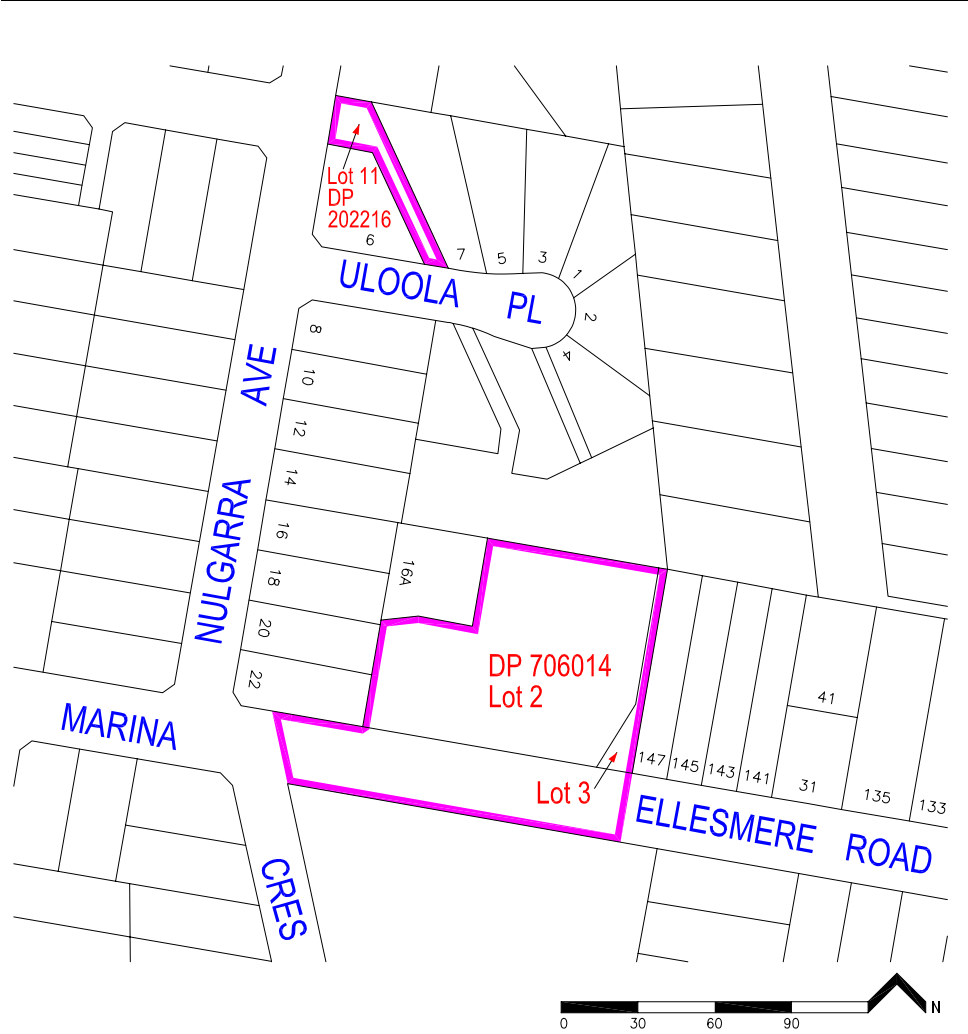 Lot 11
DP
202216
6
7
5
3
1
2
4
ULOOLA PL
8
10
12
14
16
18
20
22
16A
NULGARRA AVE
DP 706014
Lot 2
Lot 3
MARINA
CRES
147
145
143
141
41
31
135
133
ELLESMERE ROAD
0 30 60 90
N